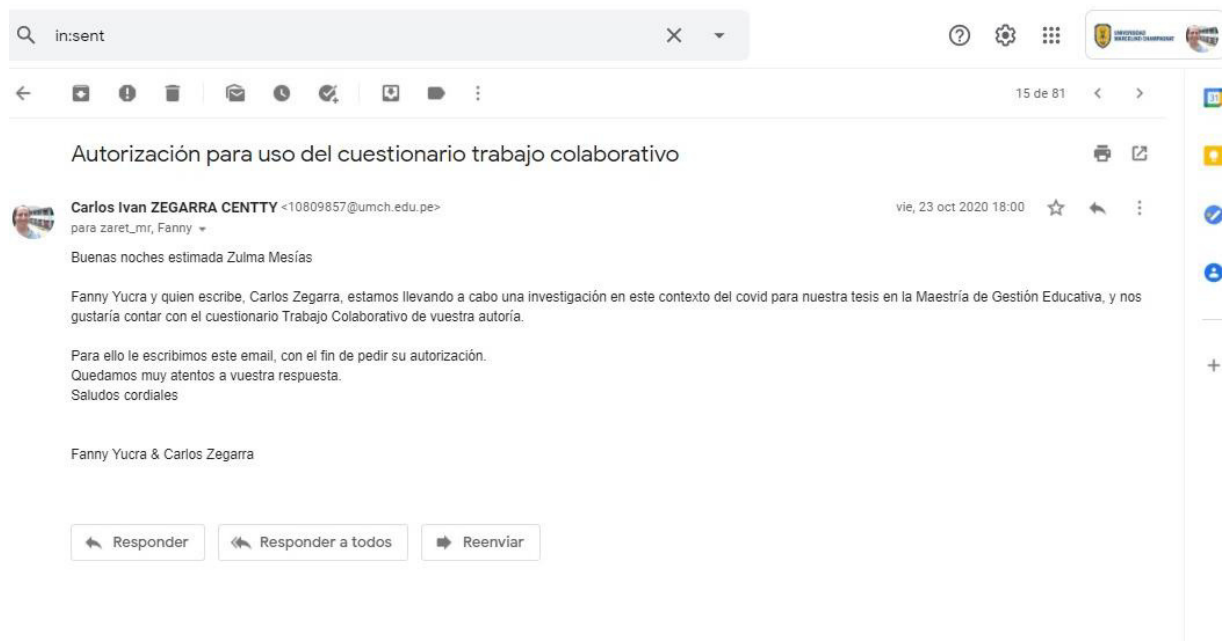 in:sent
UNIVERSIDAD
MARCELINO CHAMPAGNAT
15 de 81
31
Autorización para uso del cuestionario trabajo colaborativo
Carlos Ivan ZEGARRA CENTTY <10809857@umch.edu.pe>
vie, 23 oct 2020 18:00
para zaret_mr, Fanny
Buenas noches estimada Zulma Mesías
Fanny Yucra y quien escribe, Carlos Zegarra, estamos llevando a cabo una investigación en este contexto del covid para nuestra tesis en la Maestría de Gestión Educativa, y nos
gustaría contar con el cuestionario Trabajo Colaborativo de vuestra autoría.
Para ello le escribimos este email, con el fin de pedir su autorización.
Quedamos muy atentos a vuestra respuesta.
Saludos cordiales
Fanny Yucra & Carlos Zegarra
Responder
Responder a todos
Reenviar